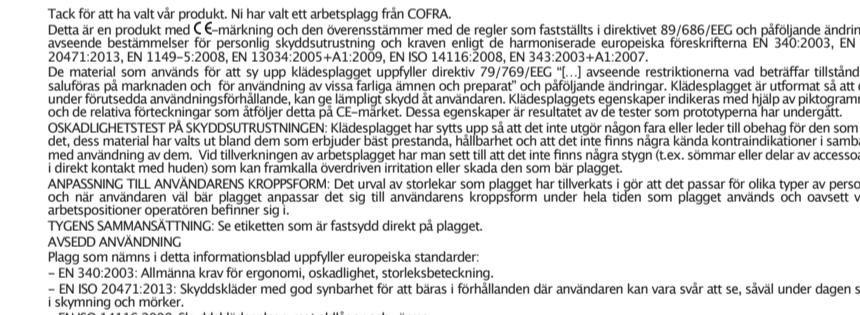 Tack för att ha valt vår produkt. Ni har valt ett arbetsplagg från COFRA.
Detta är en produkt med CE–märkning och den överensstämmer med de regler som fastställts i direktivet 89/686/EEG och påföljande ändrin
avseende bestämmelser för personlig skyddsutrustning och kraven enligt de harmoniserade europeiska föreskrifterna EN 340:2003, EN
20471:2013, EN 1149–5:2008, EN 13034:2005+A1:2009, EN ISO 14116:2008, EN 343:2003+A1:2007.
De material som används för att sy upp klädesplagget uppfyller direktiv 79/769/EEG "[...] avseende restriktionerna vad beträffar tillstånd
saluföras på marknaden och för användning av vissa farliga ämnen och preparat" och påföljande ändringar. Klädesplagget är utformat så att
under förutsedda användningsförhållande, kan ge lämpligt skydd åt användaren. Klädesplaggets egenskaper indikeras med hjälp av piktogramm
och de relativa förteckningar som åtföljer detta på CE–märket. Dessa egenskaper är resultatet av de tester som prototyperna har undergått.
OSKADLIGHETSTEST PÅ SKYDDSUTRUSTNINGEN: Klädesplagget har sytts upp så att det inte utgör någon fara eller leder till obehag för den som
det, dess material har valts ut bland dem som erbjuder bäst prestanda, hållbarhet och att det inte finns några kända kontraindikationer i samb
med användning av dem. Vid tillverkningen av arbetsplagget har man sett till att det inte finns några stygn (t.ex. sömmar eller delar av accesso
i direkt kontakt med huden) som kan framkalla överdriven irritation eller skada den som bär plagget.
ANPASSNING TILL ANVÄNDARENS KROPPSFORM: Det urval av storlekar som plagget har tillverkats i gör att det passar för olika typer av perso
och när användaren väl bär plagget anpassar det sig till användarens kroppsform under hela tiden som plagget används och oavsett v
arbetspositioner operatören befinner sig i.
TYGENS SAMMANSÄTTNING: Se etiketten som är fastsydd direkt på plagget.
AVSEDD ANVÄNDNING
Plagg som nämns i detta informationsblad uppfyller europeiska standarder:
– EN 340:2003: Allmänna krav för ergonomi, oskadlighet, storleksbeteckning.
– EN ISO 20471:2013: Skyddskläder med god synbarhet för att bäras i förhållanden där användaren kan vara svår att se, såväl under dagen s
i skymning och mörker.